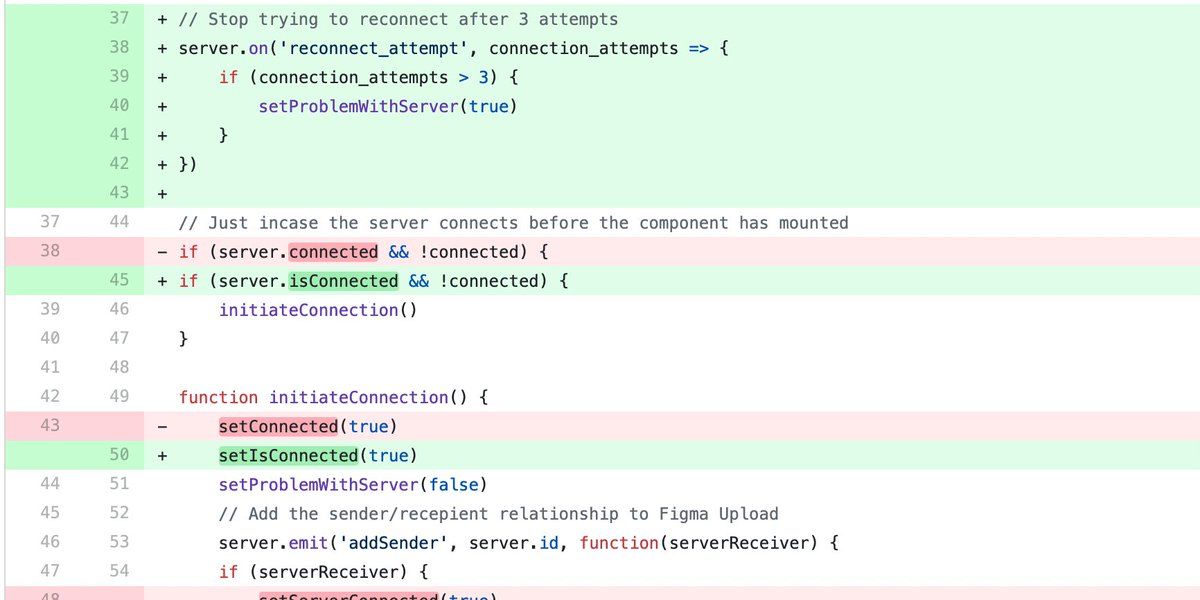 37 + // Stop trying to reconnect after 3 attempts
38 + server.on('reconnect_attempt', connection_attempts => {
39 + if (connection_attempts > 3) {
40 + setProblemWithServer(true)
41 + }
42 + })
43 +
37 44 // Just incase the server connects before the component has mounted
38 - if (server.connected && !connected) {
45 + if (server.isConnected && !connected) {
39 46 initiateConnection()
40 47 }
41 48
42 49 function initiateConnection() {
43 - setConnected(true)
50 + setIsConnected(true)
44 51 setProblemWithServer(false)
45 52 // Add the sender/recepient relationship to Figma Upload
46 53 server.emit('addSender', server.id, function(serverReceiver) {
47 54 if (serverReceiver) {
48 - setServerConnected(true)